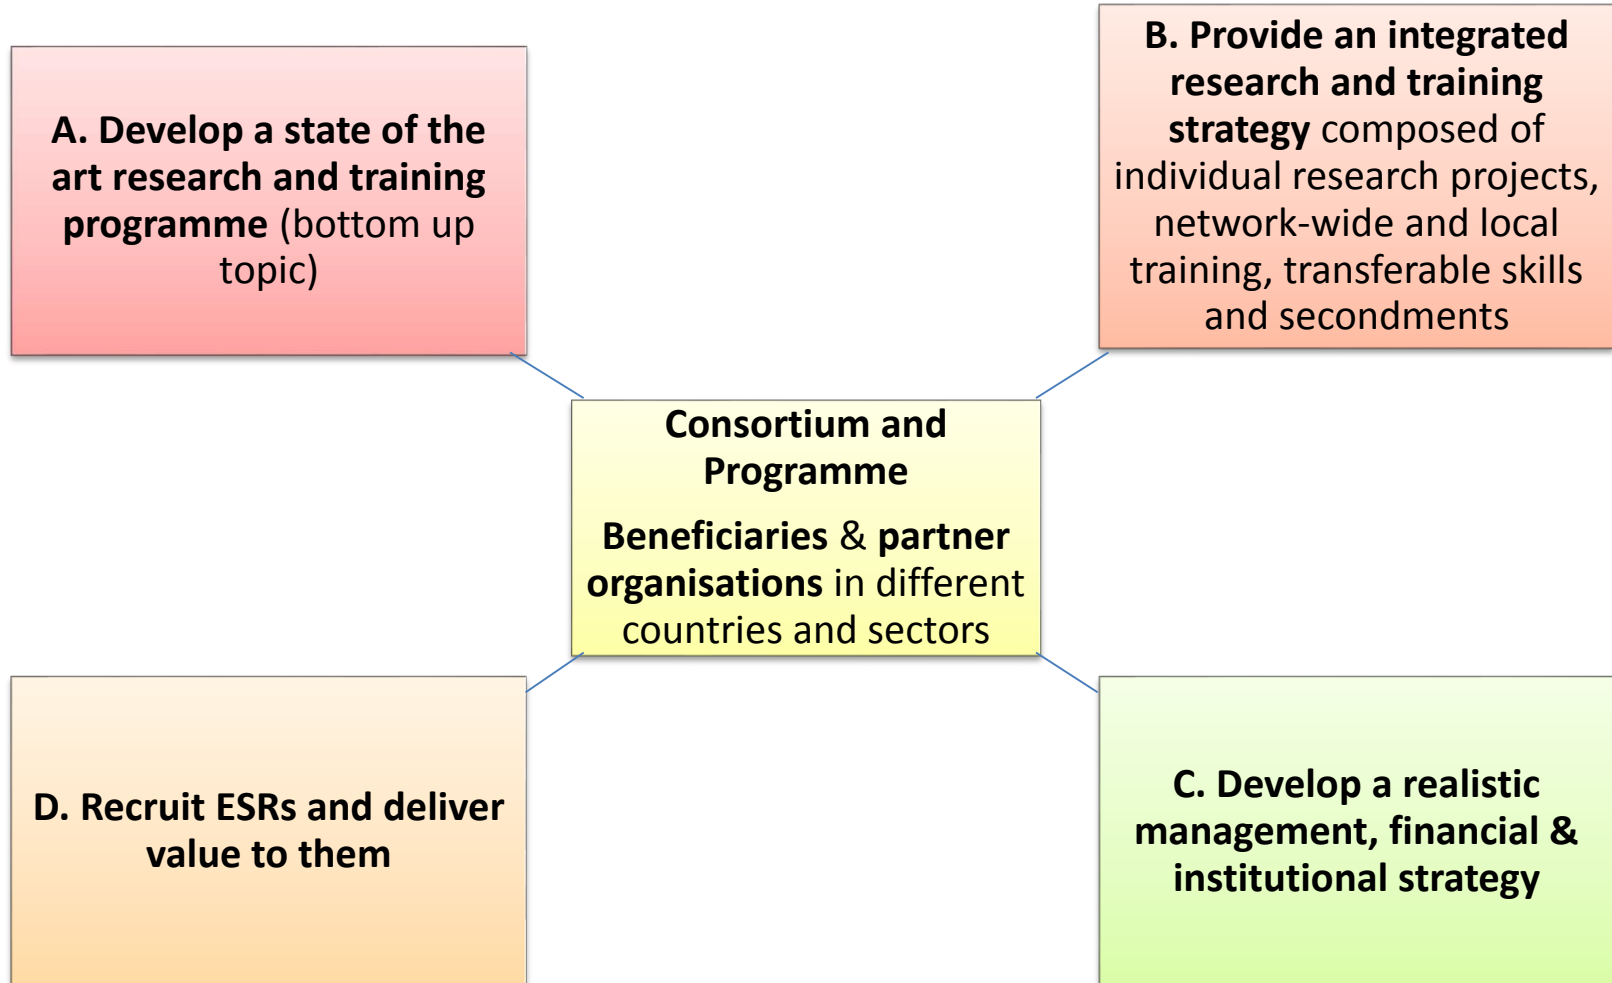 A. Develop a state of the
art research and training
programme (bottom up
topic)
B. Provide an integrated
research and training
strategy composed of
individual research projects,
network-wide and local
training, transferable skills
and secondments
Consortium and
Programme
Beneficiaries & partner
organisations in different
countries and sectors
D. Recruit ESRs and deliver
value to them
C. Develop a realistic
management, financial &
institutional strategy